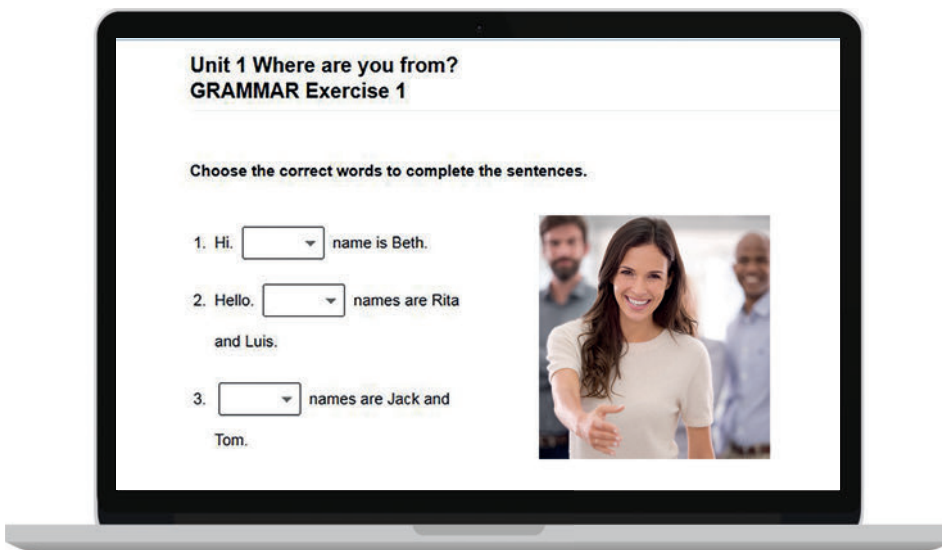 Unit 1 Where are you from?
GRAMMAR Exercise 1
Choose the correct words to complete the sentences.
1. Hi. name is Beth.
2. Hello. names are Rita
and Luis.
3. names are Jack and
Tom.